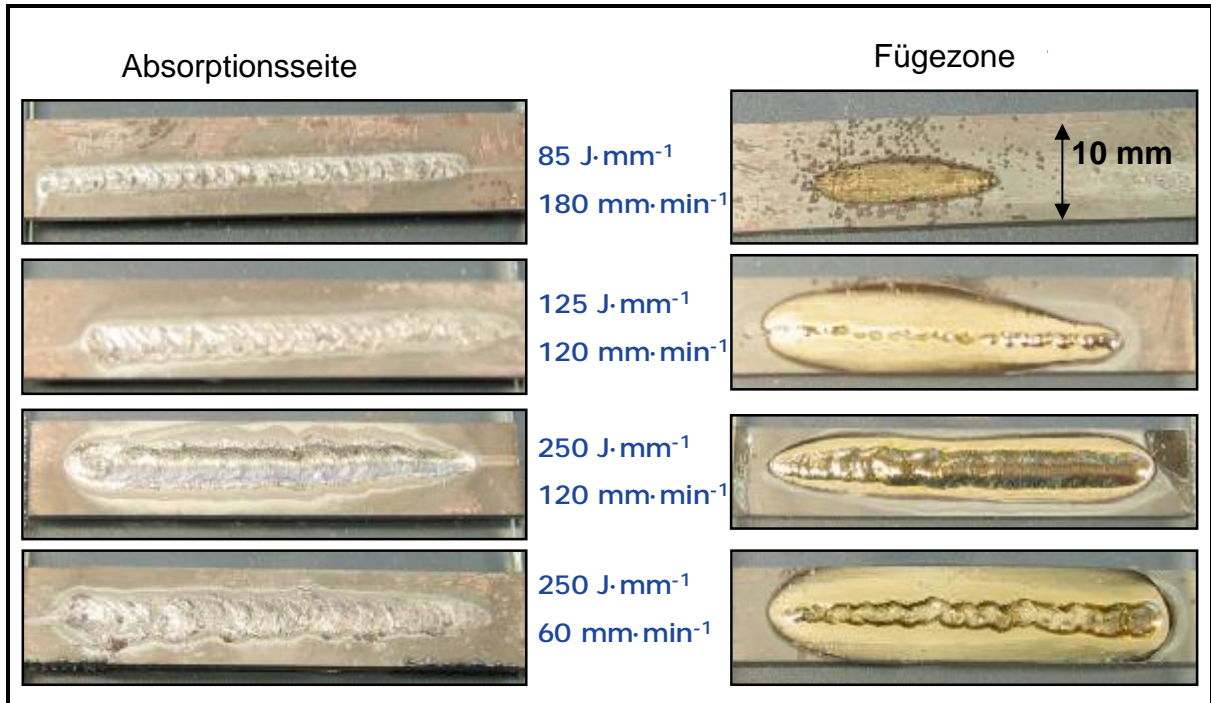 Absorptionsseite
Fügezone
85 J·mm⁻¹
180 mm·min⁻¹
10 mm
125 J·mm⁻¹
120 mm·min⁻¹
250 J·mm⁻¹
120 mm·min⁻¹
250 J·mm⁻¹
60 mm·min⁻¹